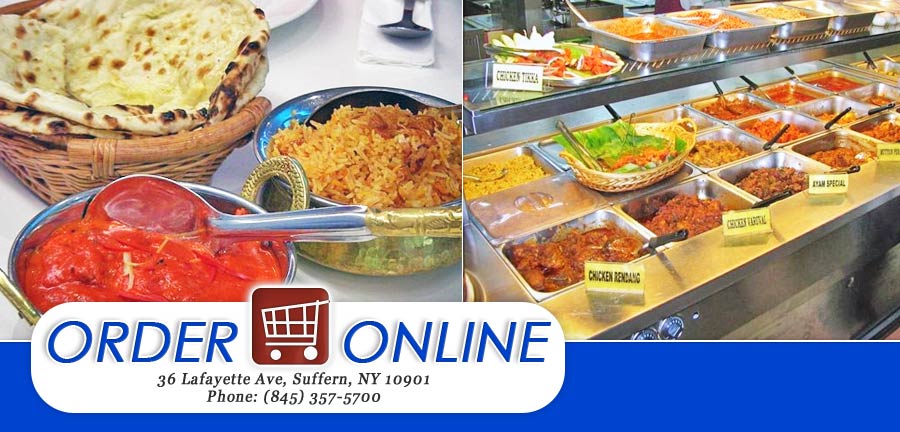 CHICKEN TIKKA
MUTTON
AYAM SPECIAL
CHICKEN VARUVAL
CHICKEN RENDANG
ORDER ONLINE
36 Lafayette Ave, Suffern, NY 10901
Phone: (845) 357-5700